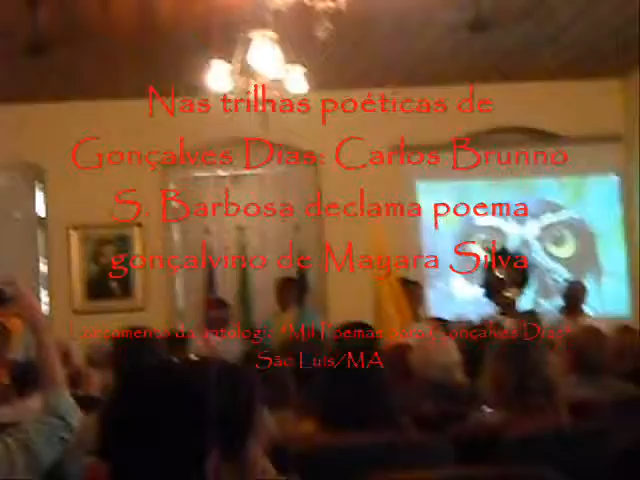 Nas trilhas poéticas de
Gonçalves Dias: Carlos Brunno
S. Barbosa declama poema
gonçalvino de Mayara Silva
Lançamento da antologia "Mil Poemas para Gonçalves Dias"
São Luís/MA